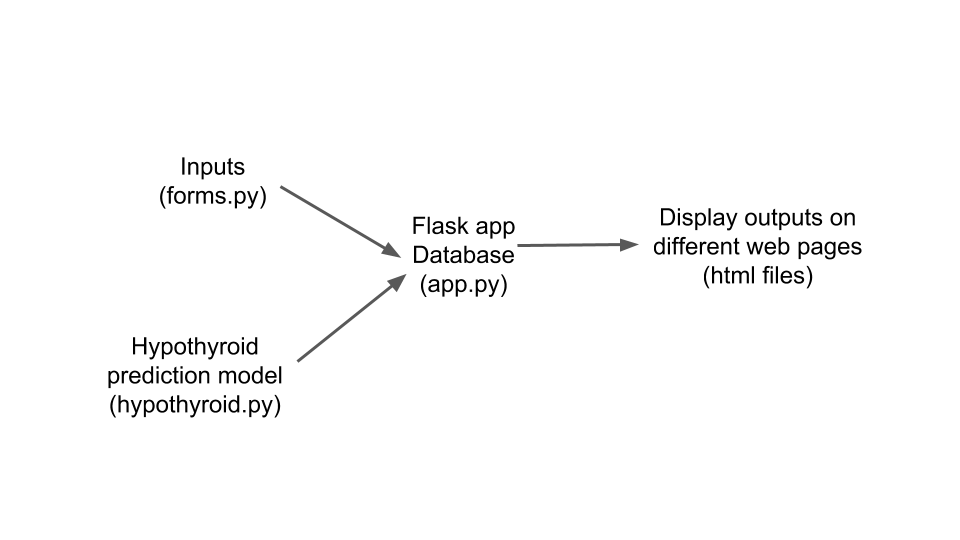 Inputs
(forms.py)
Hypothyroid
prediction model
(hypothyroid.py)
Flask app
Database
(app.py)
Display outputs on
different web pages
(html files)